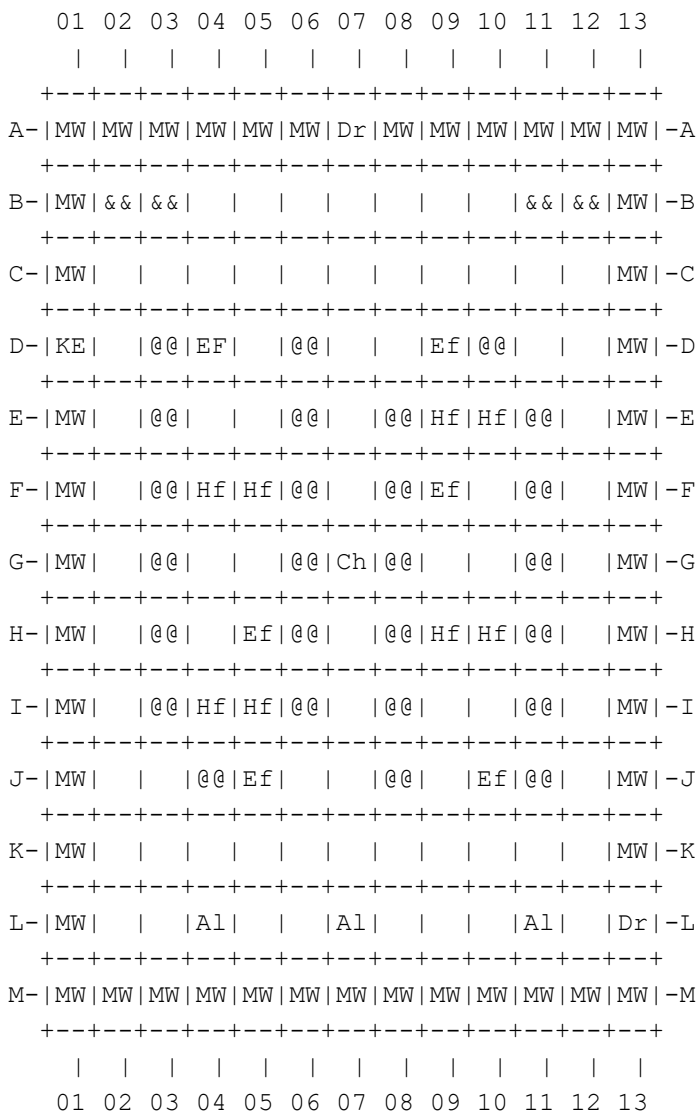 01 02 03 04 05 06 07 08 09 10 11 12 13
| | | | | | | | | | | | |
+--+--+--+--+--+--+--+--+--+--+--+--+--+
A-|MW|MW|MW|MW|MW|MW|Dr|MW|MW|MW|MW|MW|MW|-A
+--+--+--+--+--+--+--+--+--+--+--+--+--+
B-|MW|&&|&&|  |  |  |  |  |  |  |&&|&&|MW|-B
+--+--+--+--+--+--+--+--+--+--+--+--+--+
C-|MW|  |  |  |  |  |  |  |  |  |  |  |MW|-C
+--+--+--+--+--+--+--+--+--+--+--+--+--+
D-|KE|  |@@|EF|  |@@|  |  |Ef|@@|  |  |MW|-D
+--+--+--+--+--+--+--+--+--+--+--+--+--+
E-|MW|  |@@|  |  |@@|  |@@|Hf|Hf|@@|  |MW|-E
+--+--+--+--+--+--+--+--+--+--+--+--+--+
F-|MW|  |@@|Hf|Hf|@@|  |@@|Ef|  |@@|  |MW|-F
+--+--+--+--+--+--+--+--+--+--+--+--+--+
G-|MW|  |@@|  |  |@@|Ch|@@|  |  |@@|  |MW|-G
+--+--+--+--+--+--+--+--+--+--+--+--+--+
H-|MW|  |@@|  |Ef|@@|  |@@|Hf|Hf|@@|  |MW|-H
+--+--+--+--+--+--+--+--+--+--+--+--+--+
I-|MW|  |@@|Hf|Hf|@@|  |@@|  |  |@@|  |MW|-I
+--+--+--+--+--+--+--+--+--+--+--+--+--+
J-|MW|  |  |@@|Ef|  |  |@@|  |Ef|@@|  |MW|-J
+--+--+--+--+--+--+--+--+--+--+--+--+--+
K-|MW|  |  |  |  |  |  |  |  |  |  |  |MW|-K
+--+--+--+--+--+--+--+--+--+--+--+--+--+
L-|MW|  |  |Al|  |  |Al|  |  |  |Al|  |Dr|-L
+--+--+--+--+--+--+--+--+--+--+--+--+--+
M-|MW|MW|MW|MW|MW|MW|MW|MW|MW|MW|MW|MW|MW|-M
+--+--+--+--+--+--+--+--+--+--+--+--+--+
| | | | | | | | | | | | |
01 02 03 04 05 06 07 08 09 10 11 12 13